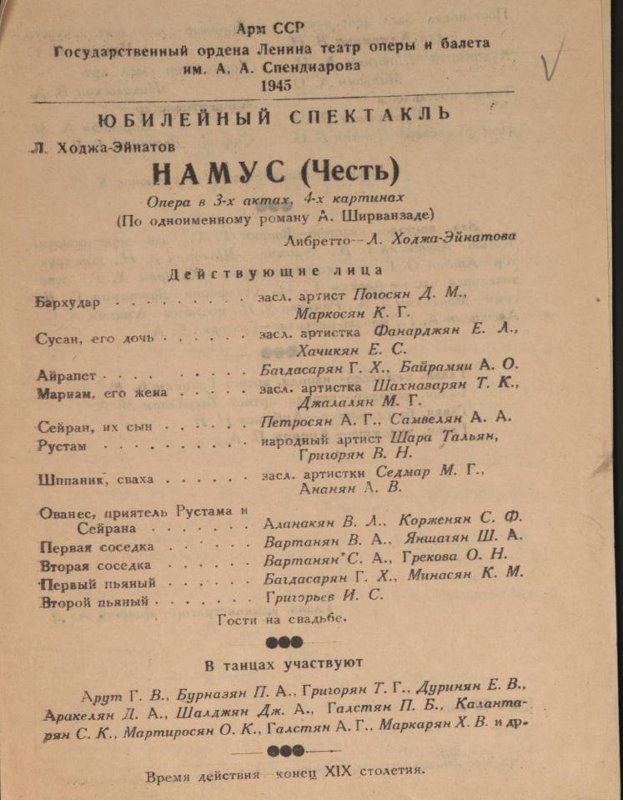 Арм ССР
Государственный ордена Ленина театр оперы и балета
им. А. А. Спендиарова
1945
ЮБИЛЕЙНЫЙ СПЕКТАКЛЬ
Л. Ходжа-Эйнатов
НАМУС (Честь)
Опера в 3-х актах, 4-х картинах
(По одноименному роману А. Ширванзаде)
Либретто—Л. Ходжа-Эйнатова
Действующие лица
Бархудар . . . . . . . . . засл. артист Погосян Д. М.,
Маркосян К. Г.
Сусан, его дочь . . . . . . засл. артистка Фанарджян Е. Л.,
Хачикян Е. С.
Айрапет . . . . . . . . . Багдасарян Г. Х., Байрамян А. О.
Мариам, его жена . . . . . засл. артистка Шахназарян Т. К.,
Джалалян М. Г.
Сейран, их сын . . . . . . Петросян А. Г., Самвелян А. А.
Рустам . . . . . . . . . народный артист Шара Тальян,
Григорян В. Н.
Шпаник, сваха . . . . . . засл. артистки Седмар М. Г.,
Ананян А. В.
Ованес, приятель Рустама и
Сейрана . . . . . . . Аланакян В. Л., Корженян С. Ф.
Первая соседка . . . . . . Вартанян В. А., Яншагян Ш. А.
Вторая соседка . . . . . . Вартанян С. А., Грекова О. Н.
Первый пьяный . . . . . . Багдасарян Г. Х., Минасян К. М.
Второй пьяный . . . . . . Григорьев И. С.
Гости на свадьбе.
В танцах участвуют
Арут Г. В., Бурназян П. А., Григорян Т. Г., Дуринян Е. В.,
Аракелян Д. А., Шалджян Дж. А., Галстян П. Б., Каланта-
рян С. К., Мартиросян О. К., Галстян А. Г., Маркарян Х. В. и др.
Время действия—конец XIX столетия.